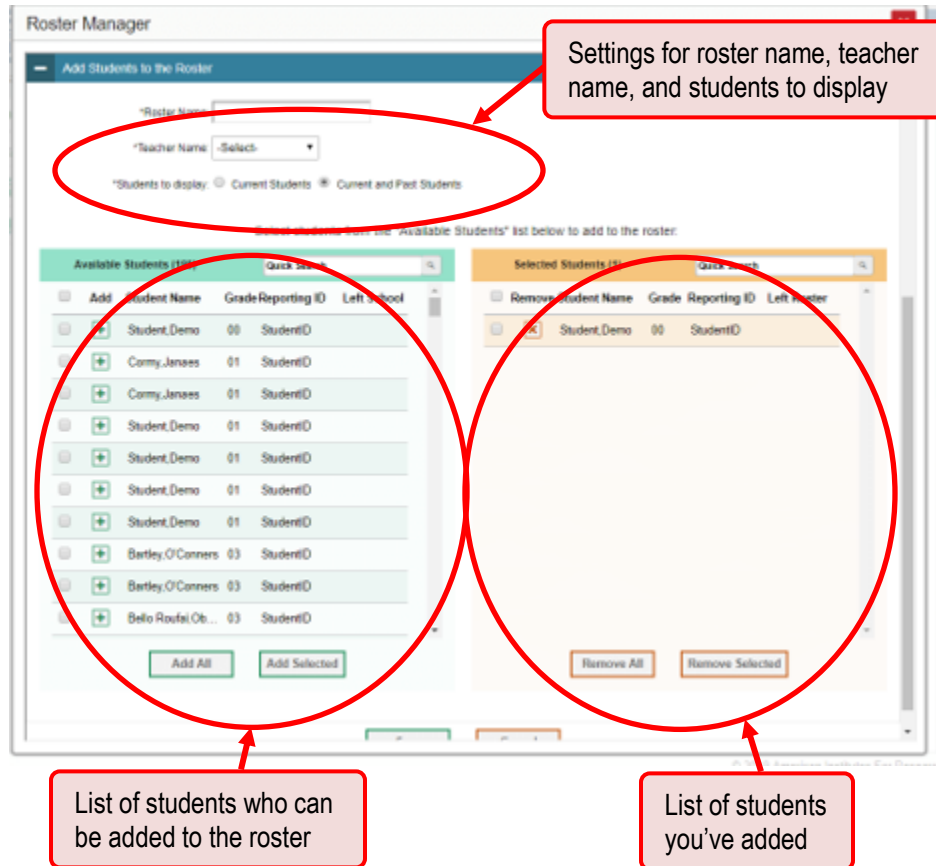 Roster Manager
Settings for roster name, teacher
name, and students to display
Add Students to the Roster
*Roster Name:
*Teacher Name: -Select-
*Students to display: Current Students Current and Past Students
Select students from the "Available Students" list below to add to the roster:
Available Students Quick Search
Selected Students Quick Search
Add Student Name Grade Reporting ID Left School
Remove Student Name Grade Reporting ID Left Roster
Student,Demo 00 StudentID
Student,Demo 00 StudentID
Cormy,Janaes 01 StudentID
Cormy,Janaes 01 StudentID
Student,Demo 01 StudentID
Student,Demo 01 StudentID
Student,Demo 01 StudentID
Student,Demo 01 StudentID
Bartley,O'Conners 03 StudentID
Bartley,O'Conners 03 StudentID
Bello Roufai,Ob... 03 StudentID
Add All Add Selected
Remove All Remove Selected
List of students who can
be added to the roster
List of students
you've added